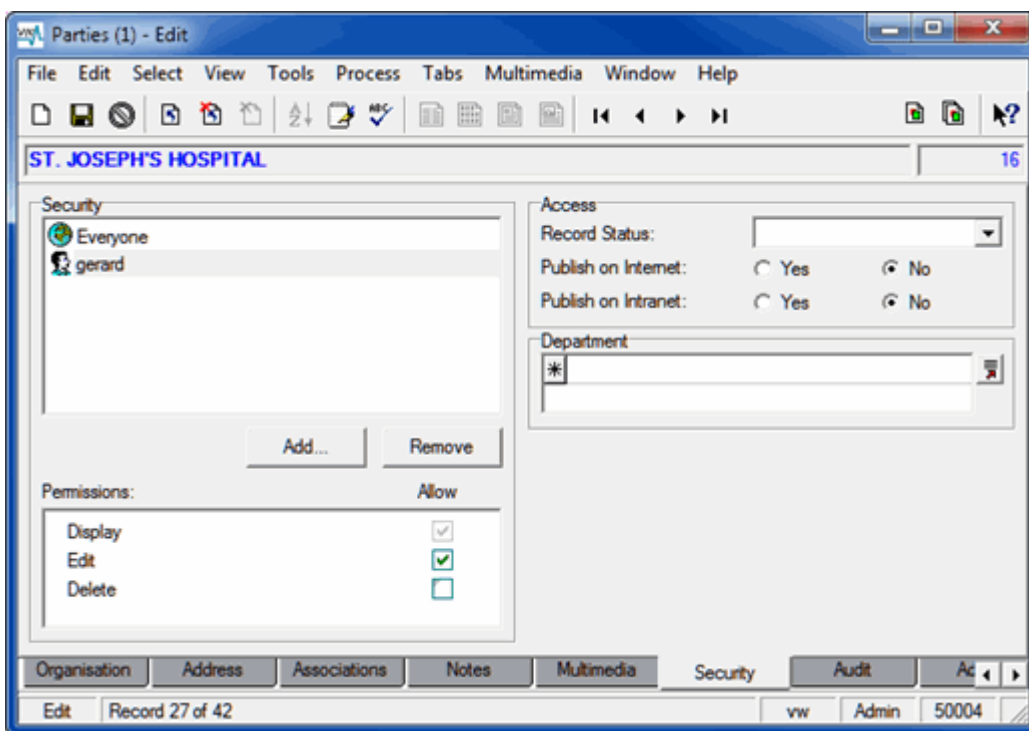 Parties (1) - Edit
File Edit Select View Tools Process Tabs Multimedia Window Help
ST. JOSEPH'S HOSPITAL 16
Security
Everyone
gerard
Add... Remove
Permissions: Allow
Display
Edit
Delete
Access
Record Status:
Publish on Internet: Yes No
Publish on Intranet: Yes No
Department
Organisation Address Associations Notes Multimedia Security Audit Ac
Edit Record 27 of 42 vw Admin 50004